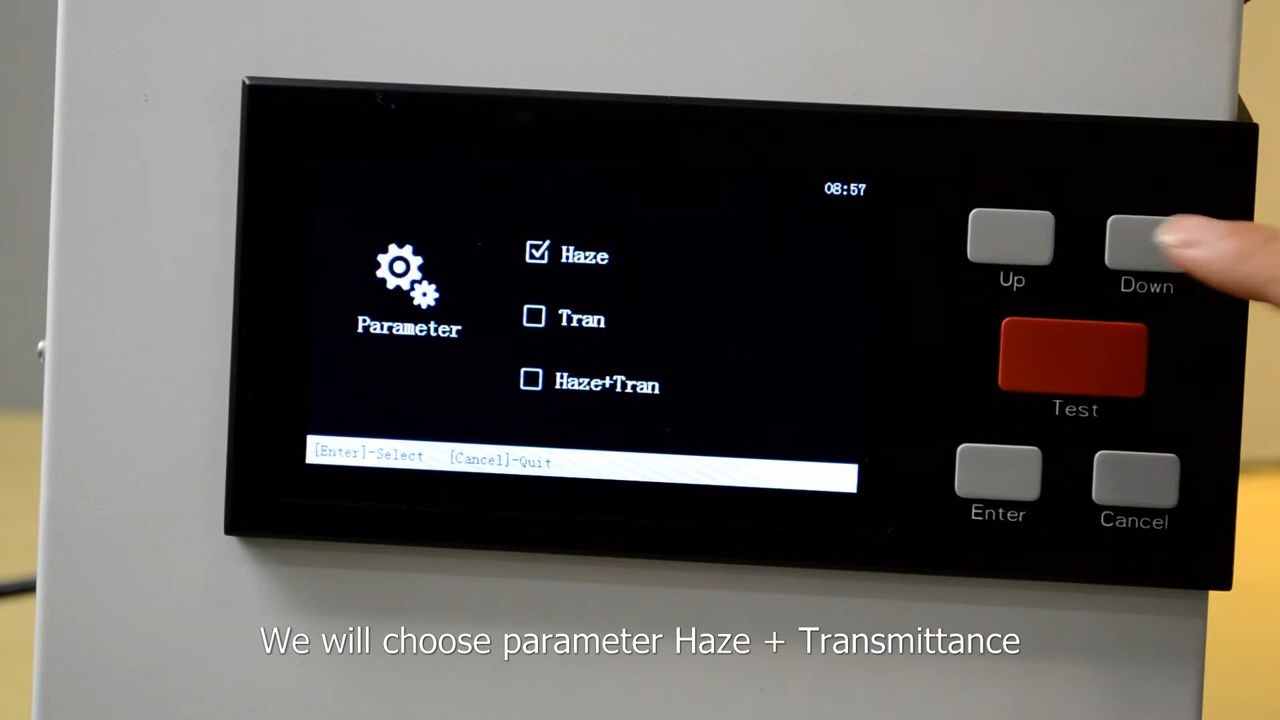 08:57
Parameter
Haze
Tran
Haze+Tran
[Enter]-Select [Cancel]-Quit
Up
Down
Test
Enter
Cancel
We will choose parameter Haze + Transmittance